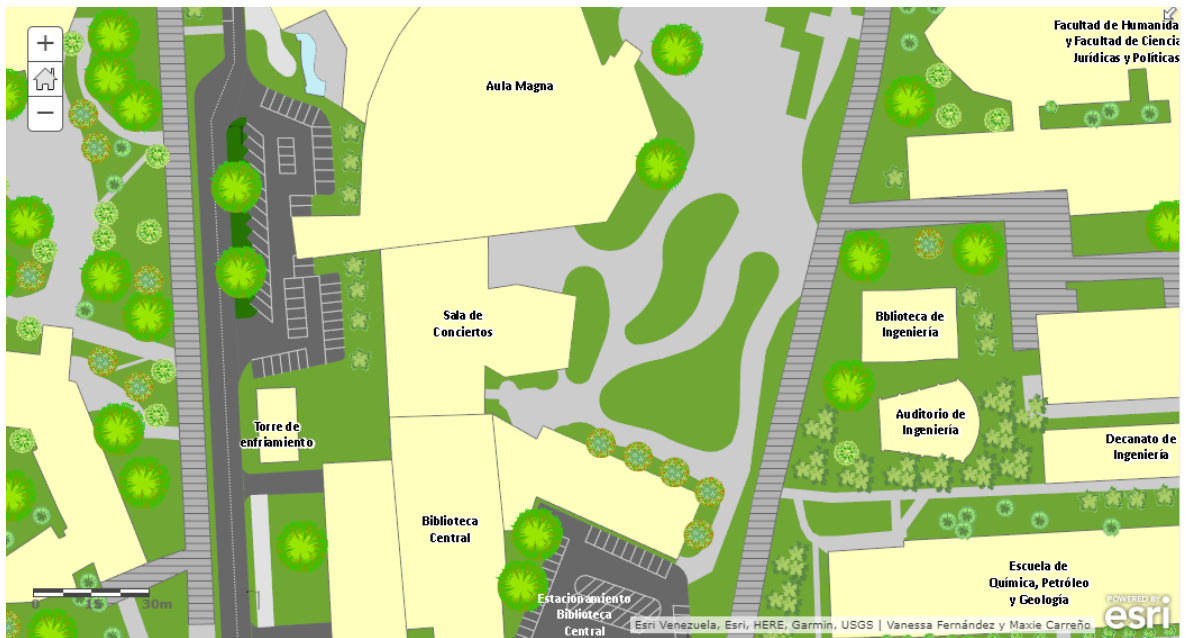 +
−
Facultad de Humanida
y Facultad de Ciencia
Jurídicas y Políticas
Aula Magna
Sala de
Conciertos
Bblioteca de
Ingeniería
Auditorio de
Ingeniería
Torre de
enfriamiento
Decanato de
Ingeniería
Biblioteca
Central
Escuela de
Química, Petróleo
y Geología
Estacionamiento
Biblioteca
Central
0 15 30m
POWERED BY
esri
Esri Venezuela, Esri, HERE, Garmin, USGS | Vanessa Fernández y Maxie Carreño.